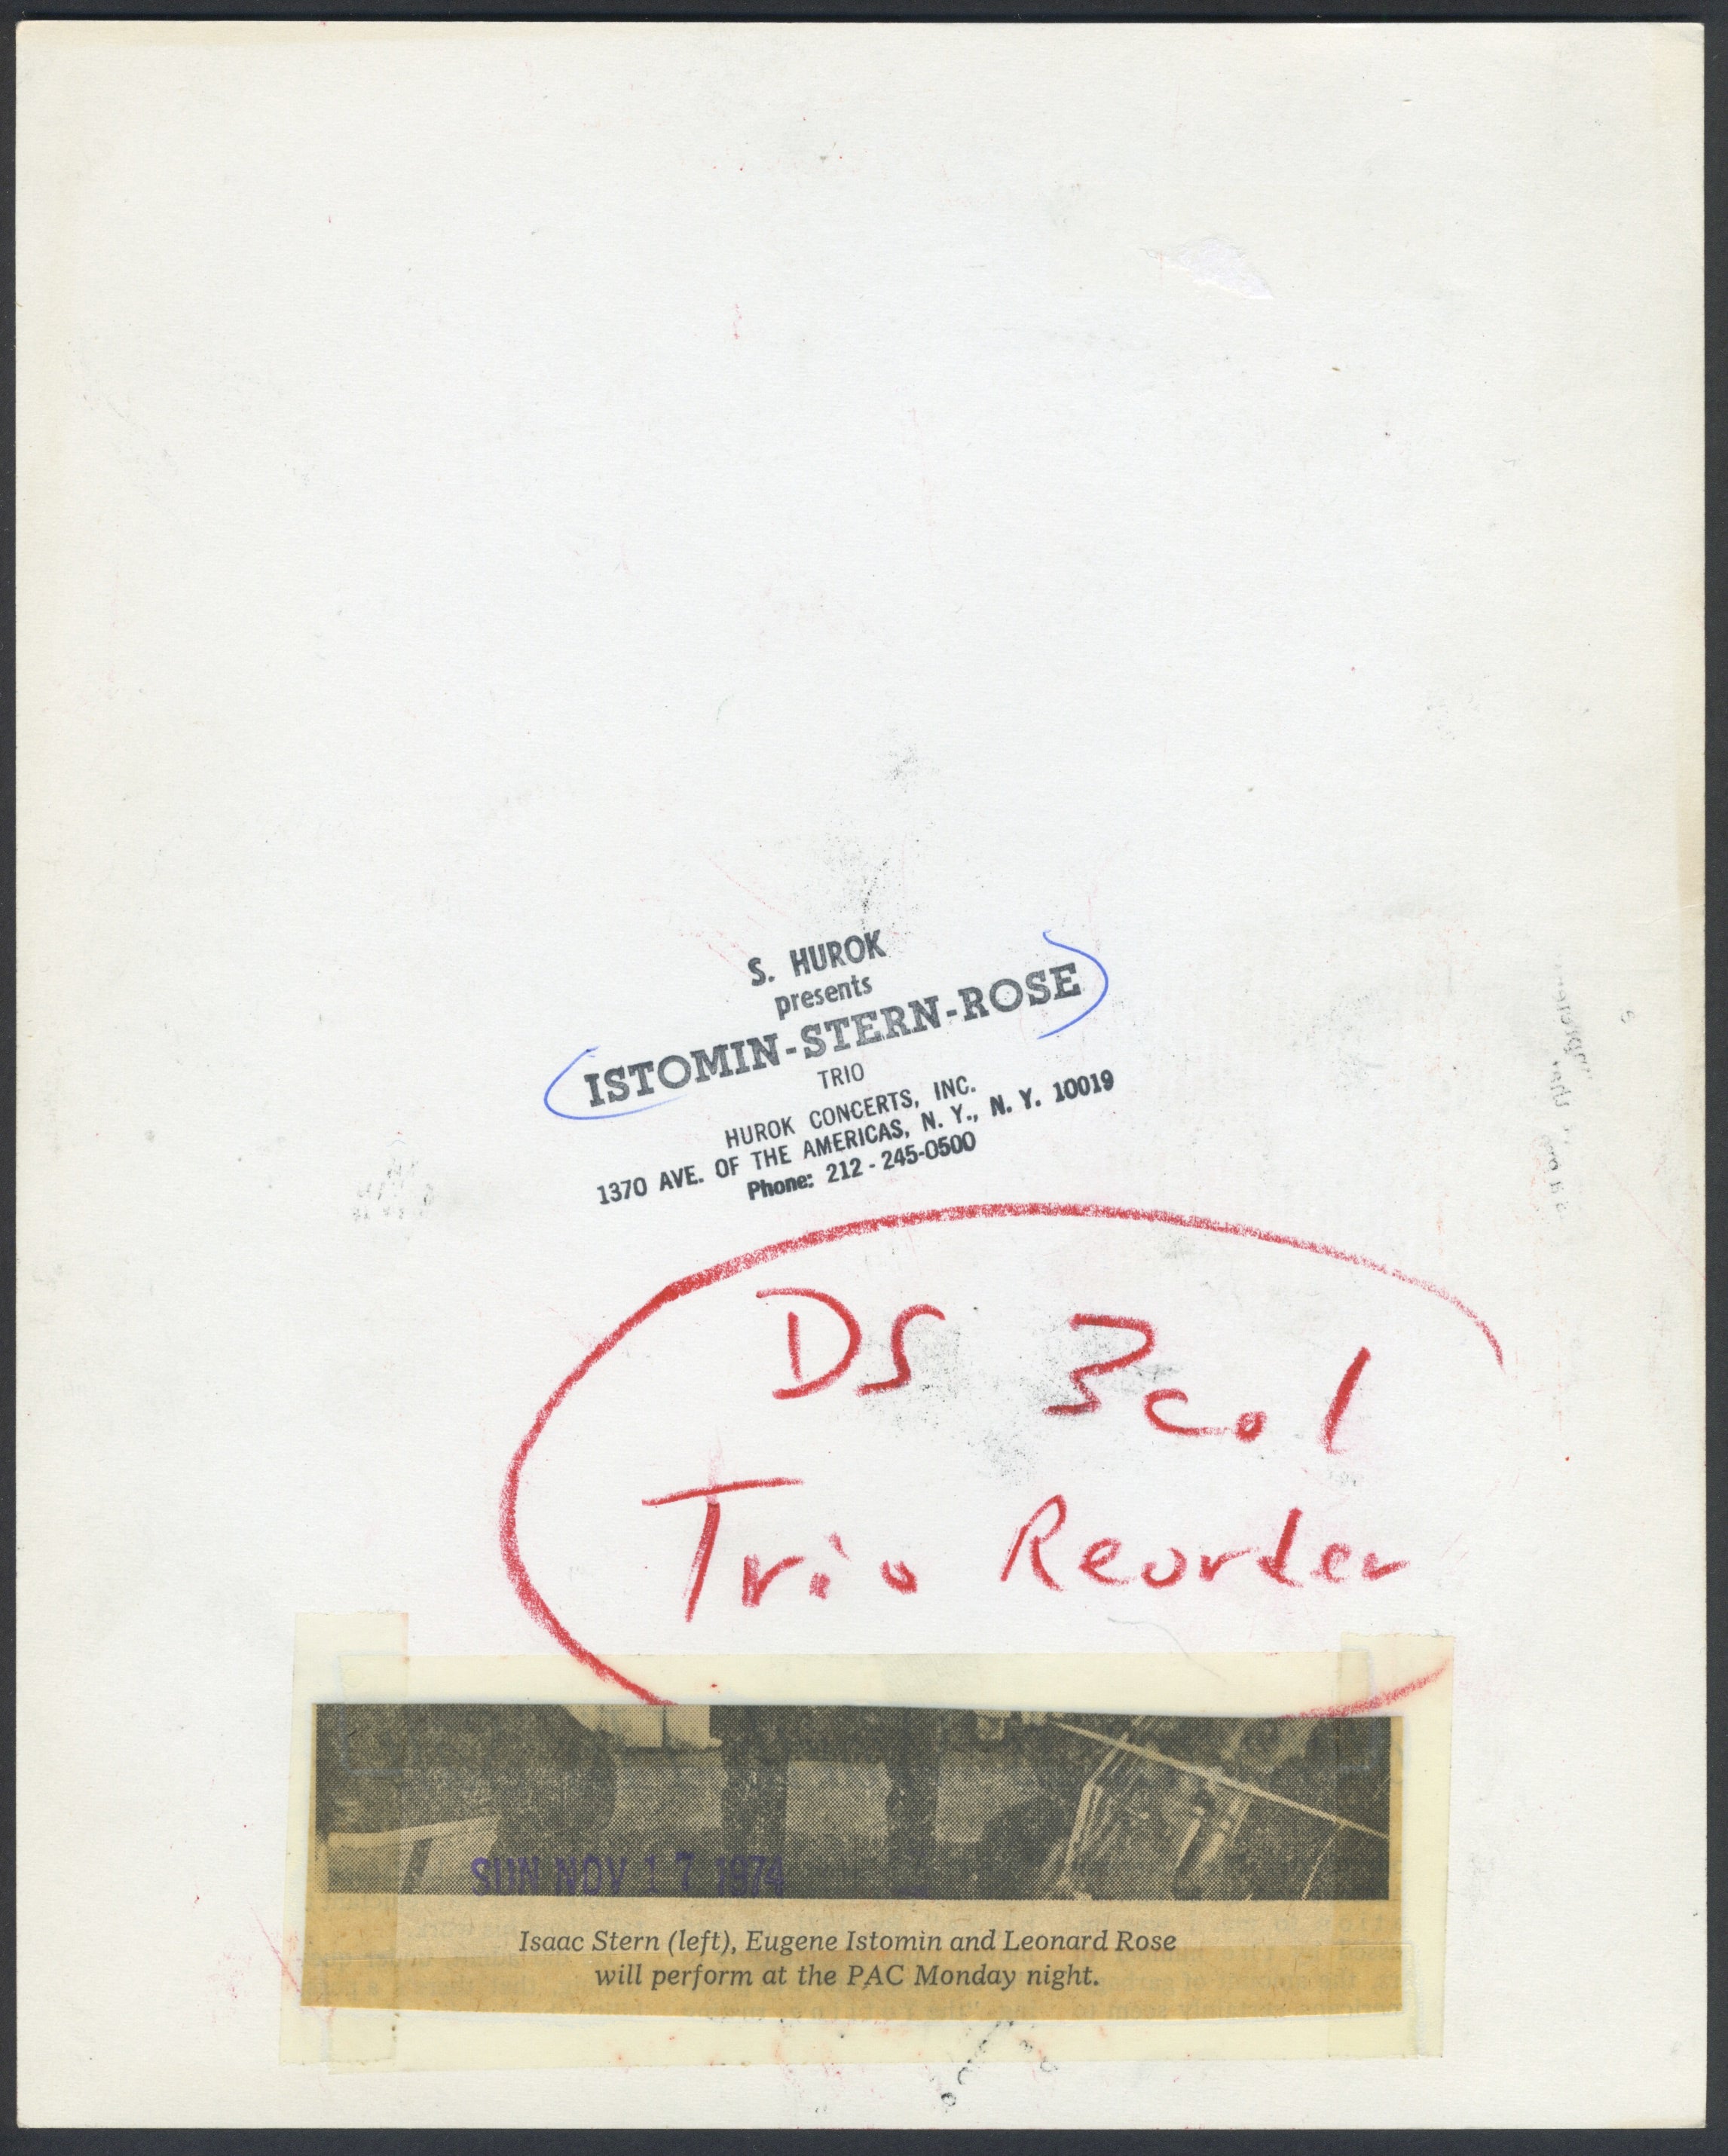 S. HUROK
presents
ISTOMIN-STERN-ROSE
TRIO
HUROK CONCERTS, INC.
1370 AVE. OF THE AMERICAS, N. Y., N. Y. 10019
Phone: 212 - 245-0500
DS 3col
Trio Reorder
SUN NOV 17 1974
Isaac Stern (left), Eugene Istomin and Leonard Rose
will perform at the PAC Monday night.